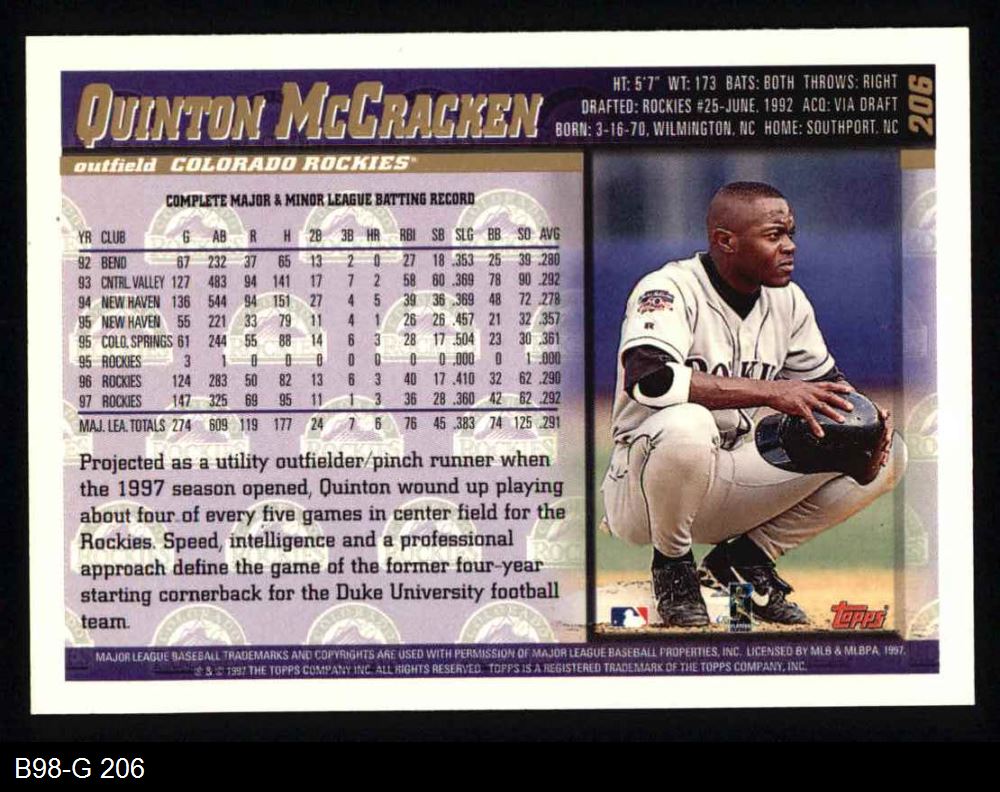 QUINTON MCCRACKEN
HT: 5'7" WT: 173 BATS: BOTH THROWS: RIGHT
DRAFTED: ROCKIES #25-JUNE, 1992 ACQ: VIA DRAFT
BORN: 3-16-70, WILMINGTON, NC HOME: SOUTHPORT, NC
206
outfield COLORADO ROCKIES
COMPLETE MAJOR & MINOR LEAGUE BATTING RECORD
YR CLUB G AB R H 2B 3B HR RBI SB SLG BB SO AVG
92 BEND 67 232 37 65 13 2 0 27 18 .353 25 39 .280
93 CNTRL VALLEY 127 483 94 141 17 7 2 58 60 .369 78 90 .292
94 NEW HAVEN 136 544 94 151 27 4 5 39 36 .369 48 72 .278
95 NEW HAVEN 55 221 33 79 11 4 1 26 26 .457 21 32 .357
95 COLO. SPRINGS 61 244 55 88 14 6 3 28 17 .504 23 30 .361
95 ROCKIES 3 1 0 0 0 0 0 0 0 .000 0 1 .000
96 ROCKIES 124 283 50 82 13 6 3 40 17 .410 32 62 .290
97 ROCKIES 147 325 69 95 11 1 3 36 28 .360 42 62 .292
MAJ. LEA. TOTALS 274 609 119 177 24 7 6 76 45 .383 74 125 .291
Projected as a utility outfielder/pinch runner when
the 1997 season opened, Quinton wound up playing
about four of every five games in center field for the
Rockies. Speed, intelligence and a professional
approach define the game of the former four-year
starting cornerback for the Duke University football
team.
Topps
MAJOR LEAGUE BASEBALL TRADEMARKS AND COPYRIGHTS ARE USED WITH PERMISSION OF MAJOR LEAGUE BASEBALL PROPERTIES, INC. LICENSED BY MLB & MLBPA, 1997.
® & © 1997 THE TOPPS COMPANY, INC. ALL RIGHTS RESERVED. TOPPS IS A REGISTERED TRADEMARK OF THE TOPPS COMPANY, INC.
B98-G 206